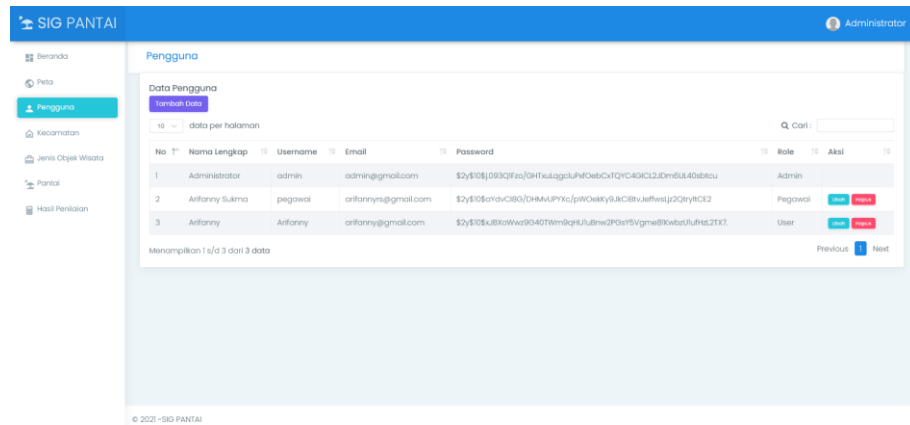 SIG PANTAI
Administrator
Beranda
Peta
Pengguna
Kecamatan
Jenis Objek Wisata
Pantai
Hasil Penilaian
Pengguna
Data Pengguna
Tambah Data
10 data per halaman
Cari :
No Nama Lengkap Username Email Password Role Aksi
1 Administrator admin admin@gmail.com Admin
2 Arifanny Sukma pegawai arifannyrs@gmail.com Pegawai Ubah Hapus
3 Arifanny Arifanny arifanny@gmail.com User Ubah Hapus
Menampilkan 1 s/d 3 dari 3 data
Previous 1 Next
© 2021 - SIG PANTAI